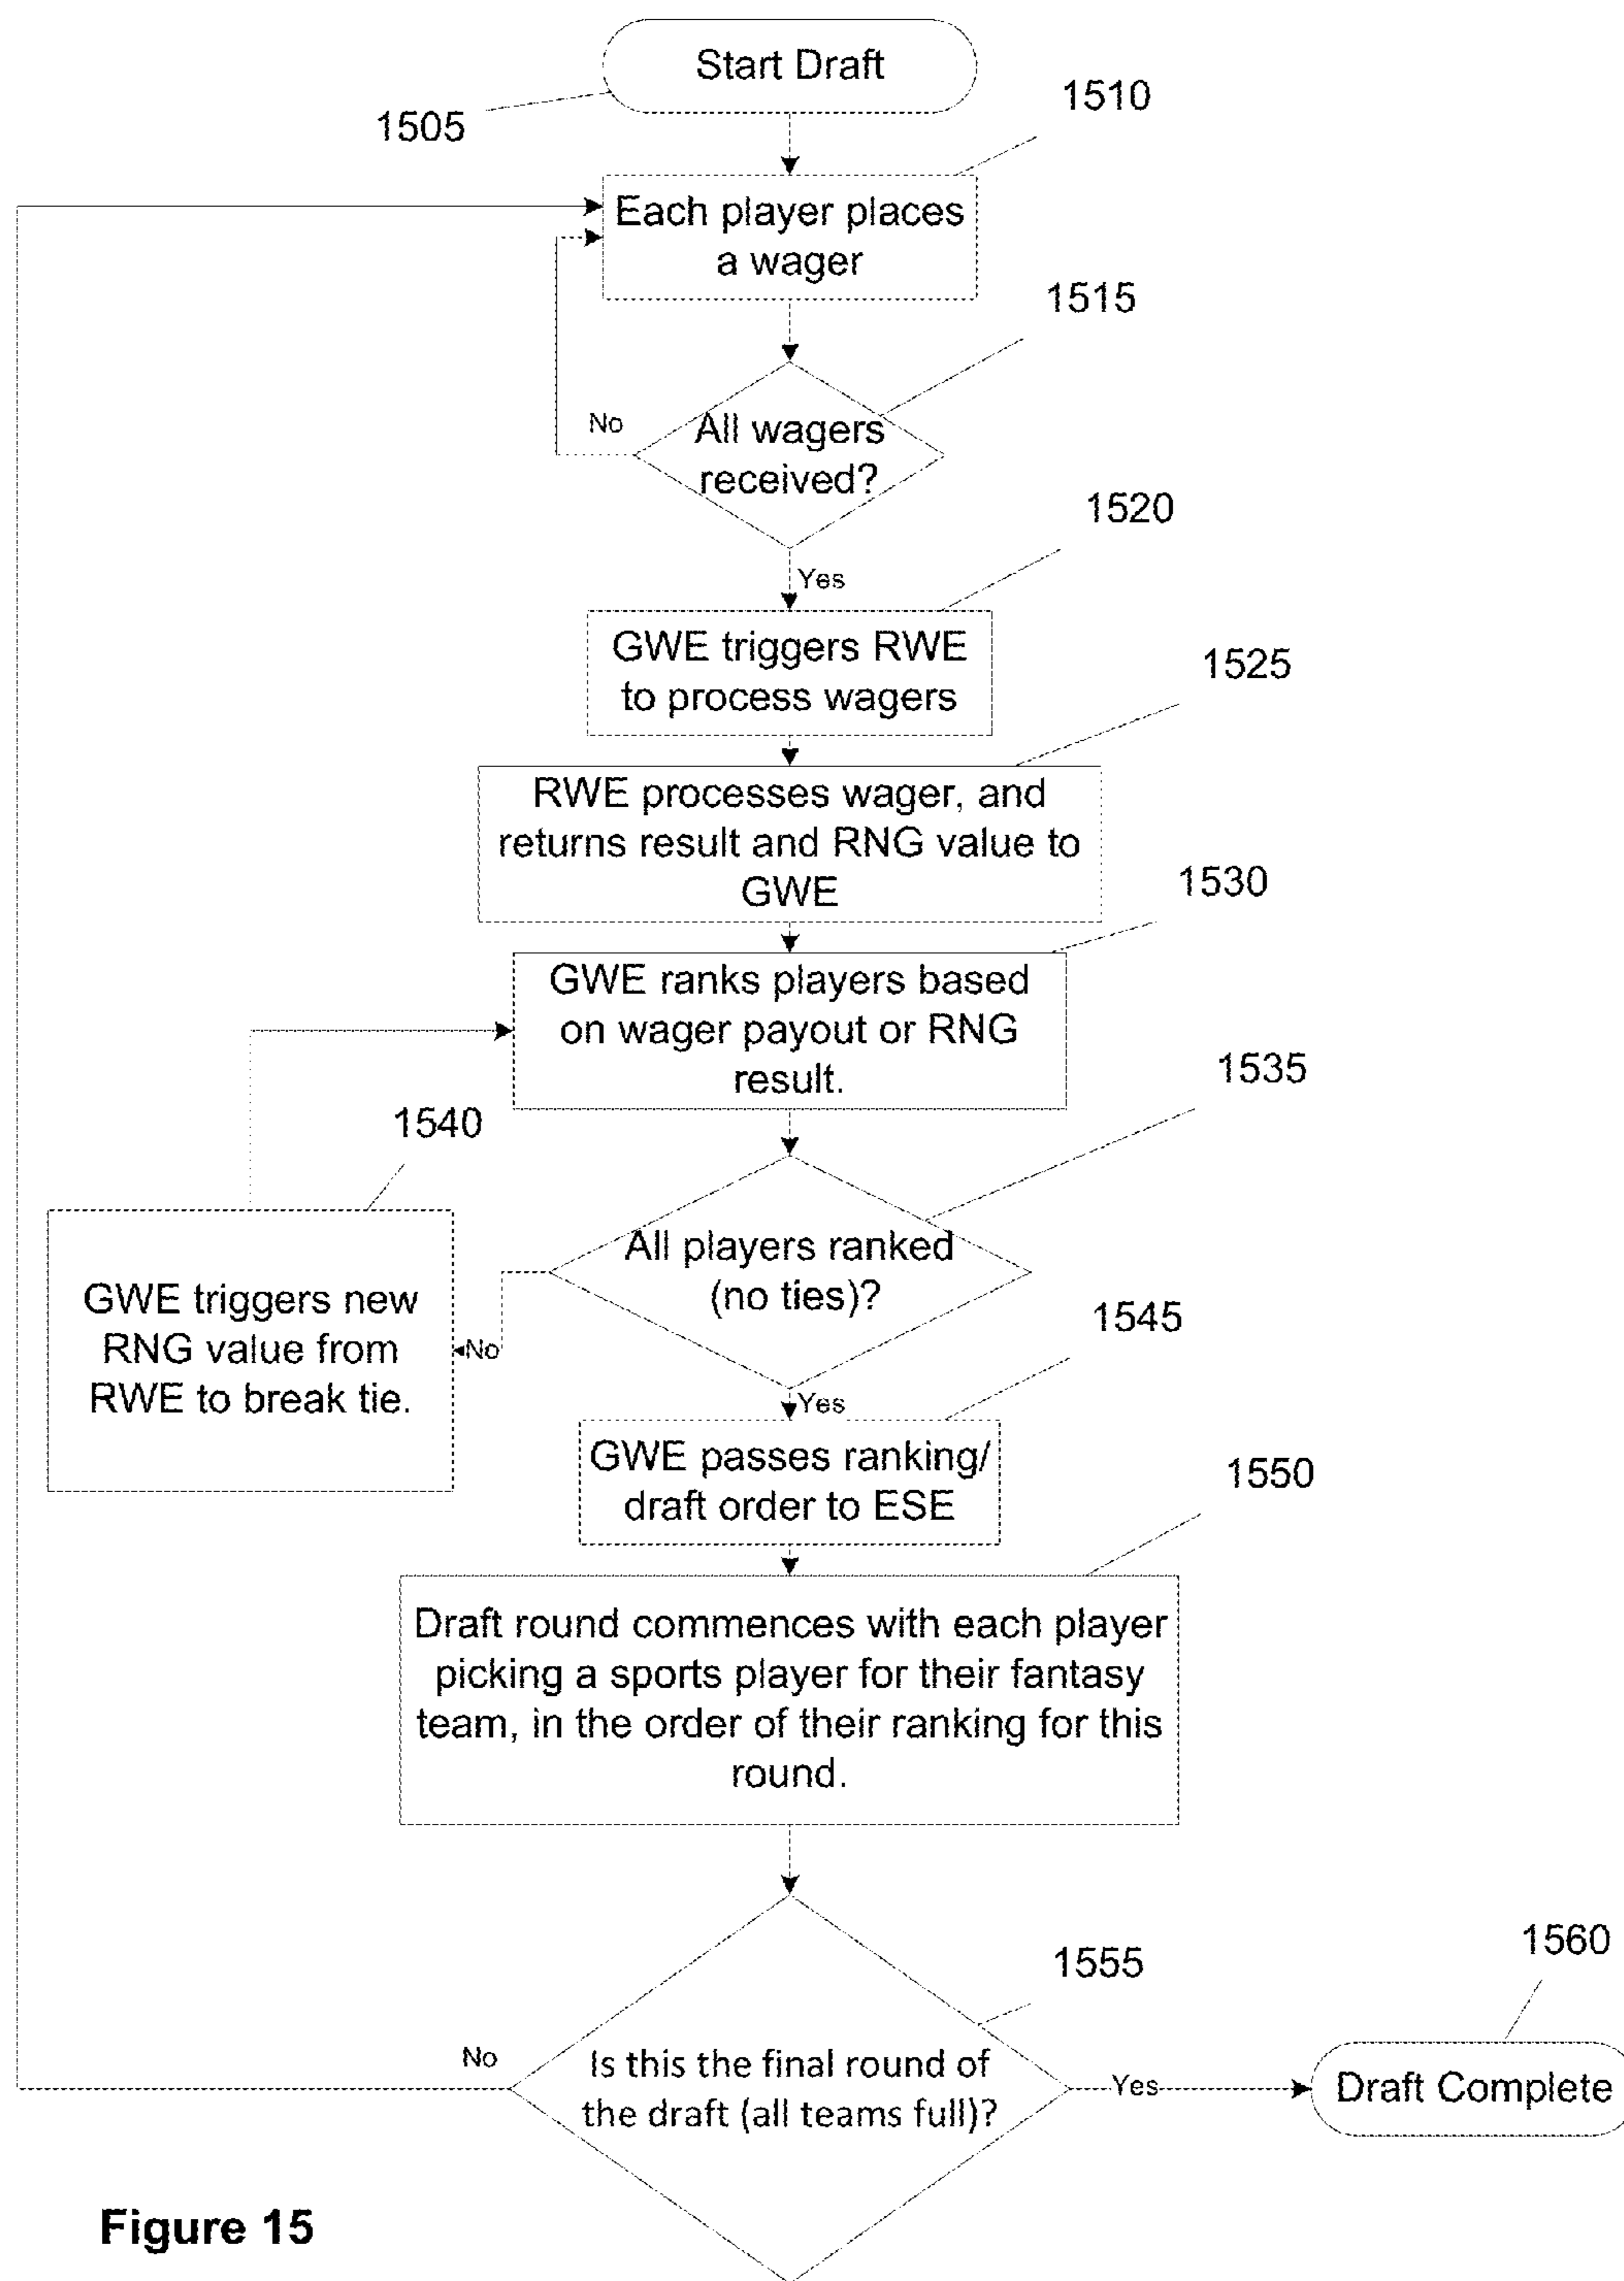 Start Draft
1505
1510
Each player places
a wager
1515
No
All wagers
received?
1520
Yes
GWE triggers RWE
to process wagers
1525
RWE processes wager, and
returns result and RNG value to
GWE
1530
GWE ranks players based
on wager payout or RNG
result.
1535
1540
All players ranked
(no ties)?
GWE triggers new
RNG value from
RWE to break tie.
No
1545
Yes
GWE passes ranking/
draft order to ESE
1550
Draft round commences with each player
picking a sports player for their fantasy
team, in the order of their ranking for this
round.
1555
1560
No
Is this the final round of
the draft (all teams full)?
Yes
Draft Complete
Figure 15